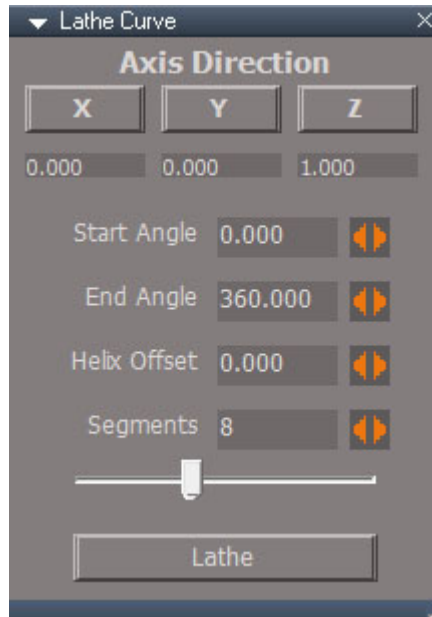 Lathe Curve
Axis Direction
X Y Z
0.000 0.000 1.000
Start Angle 0.000
End Angle 360.000
Helix Offset 0.000
Segments 8
Lathe